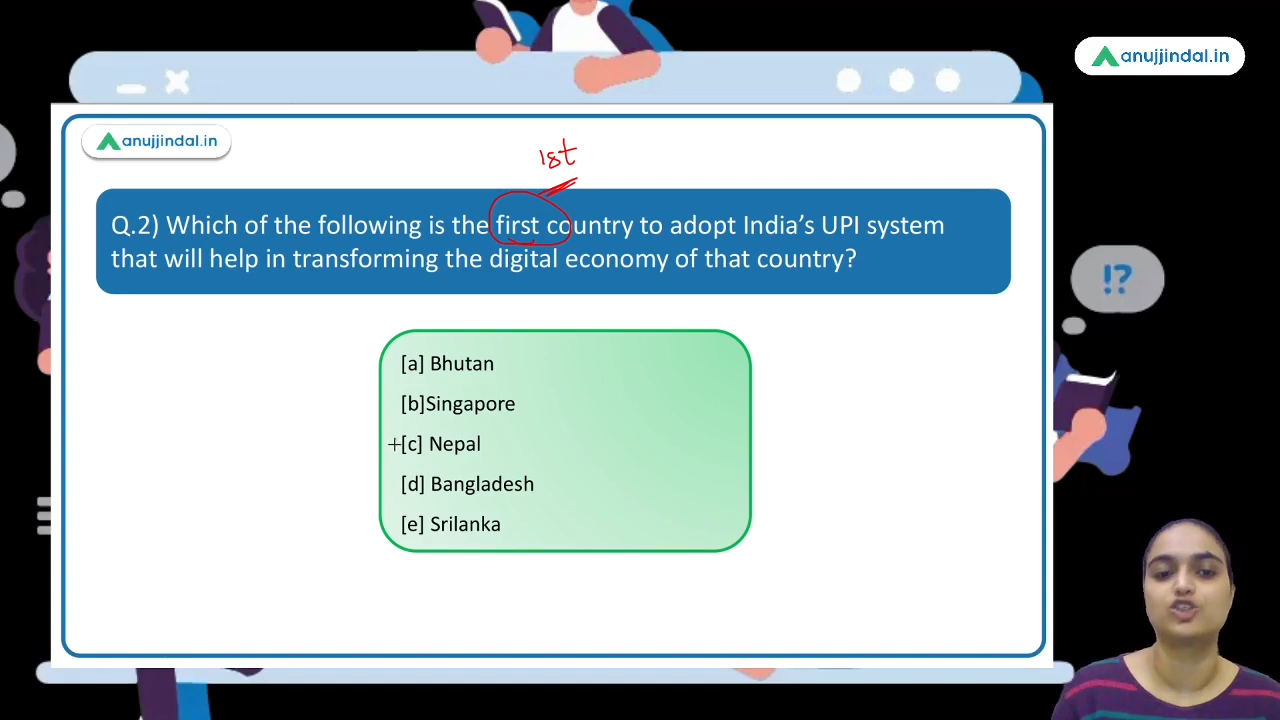 anujjindal.in
anujjindal.in
1st
Q.2) Which of the following is the first country to adopt India’s UPI system
that will help in transforming the digital economy of that country?
!?
[a] Bhutan
[b]Singapore
[c] Nepal
[d] Bangladesh
[e] Srilanka